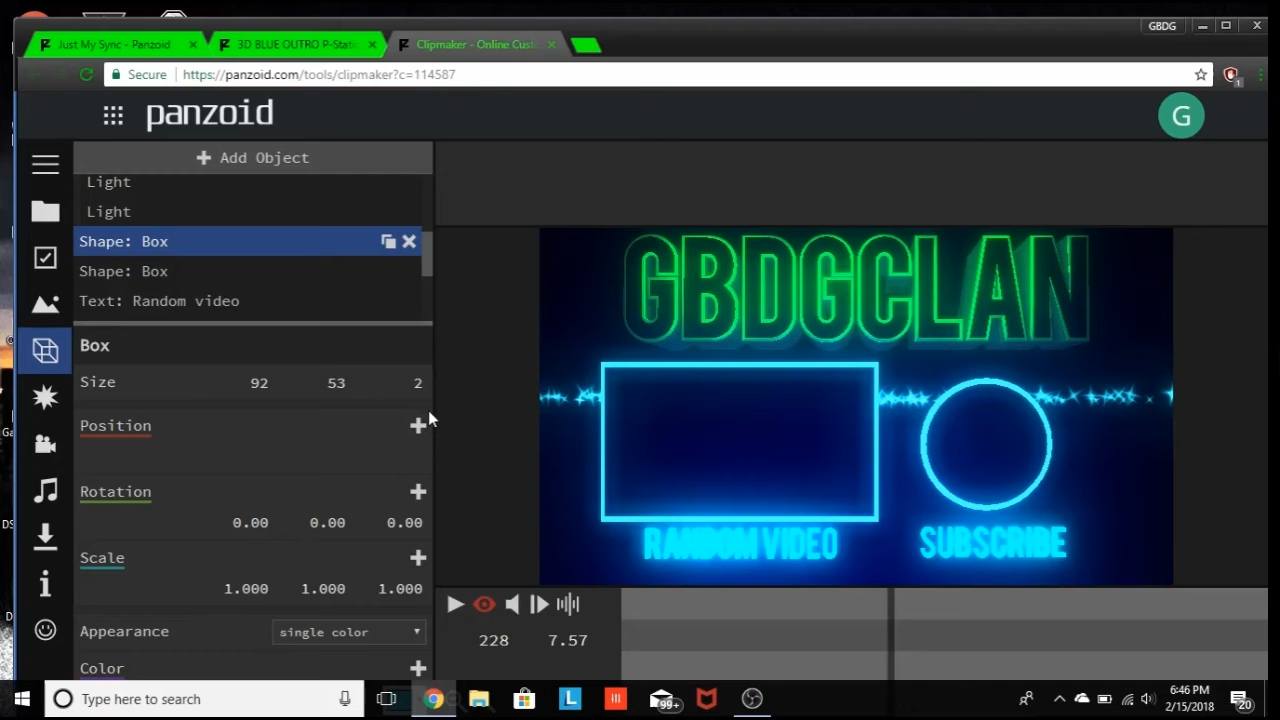 GBDG
Just My Sync - Panzoid
3D BLUE OUTRO P-Stati
Clipmaker - Online Cust
Secure
https://panzoid.com/tools/clipmaker?c=114587
1
panzoid
G
Add Object
Light
Light
Shape: Box
Shape: Box
Text: Random video
Box
Size 92 53 2
Position
Rotation
0.00 0.00 0.00
Scale
1.000 1.000 1.000
Appearance single color
Color
GBDGCLAN
RANDOM VIDEO
SUBSCRIBE
228 7.57
Type here to search
L
99+
6:46 PM
2/15/2018
20